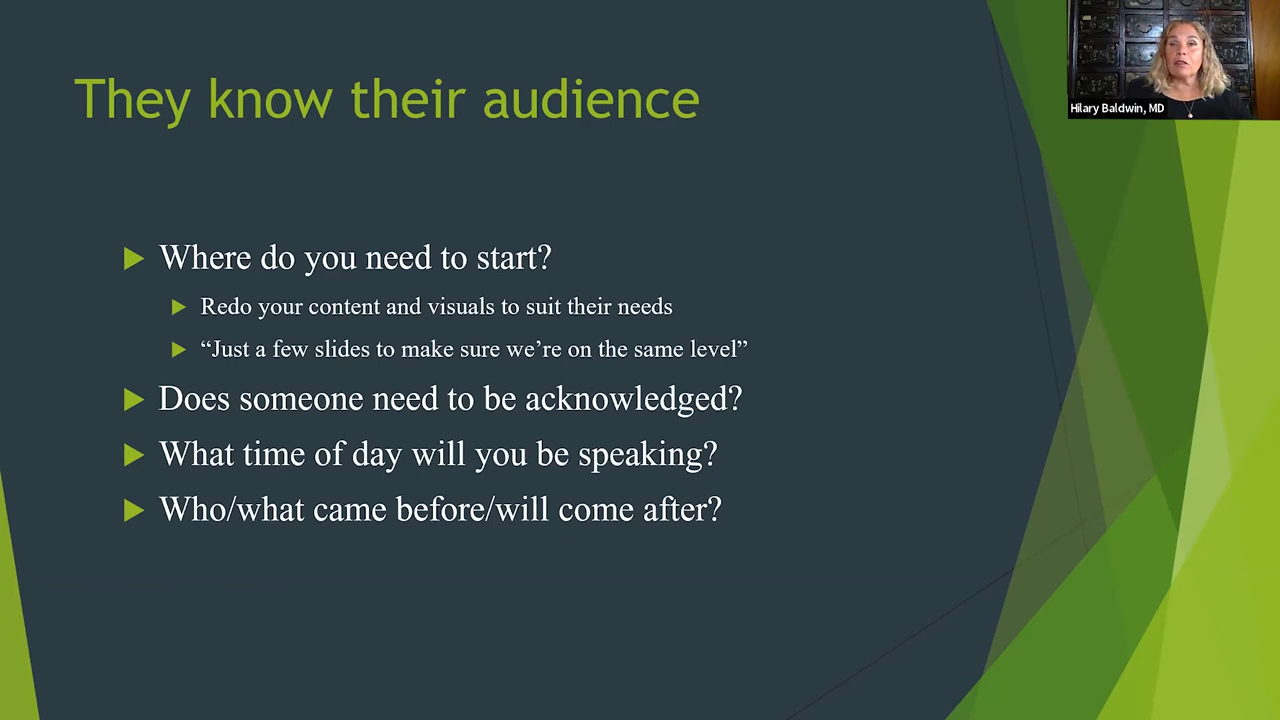 They know their audience
Hilary Baldwin, MD
Where do you need to start?
Redo your content and visuals to suit their needs
“Just a few slides to make sure we’re on the same level”
Does someone need to be acknowledged?
What time of day will you be speaking?
Who/what came before/will come after?